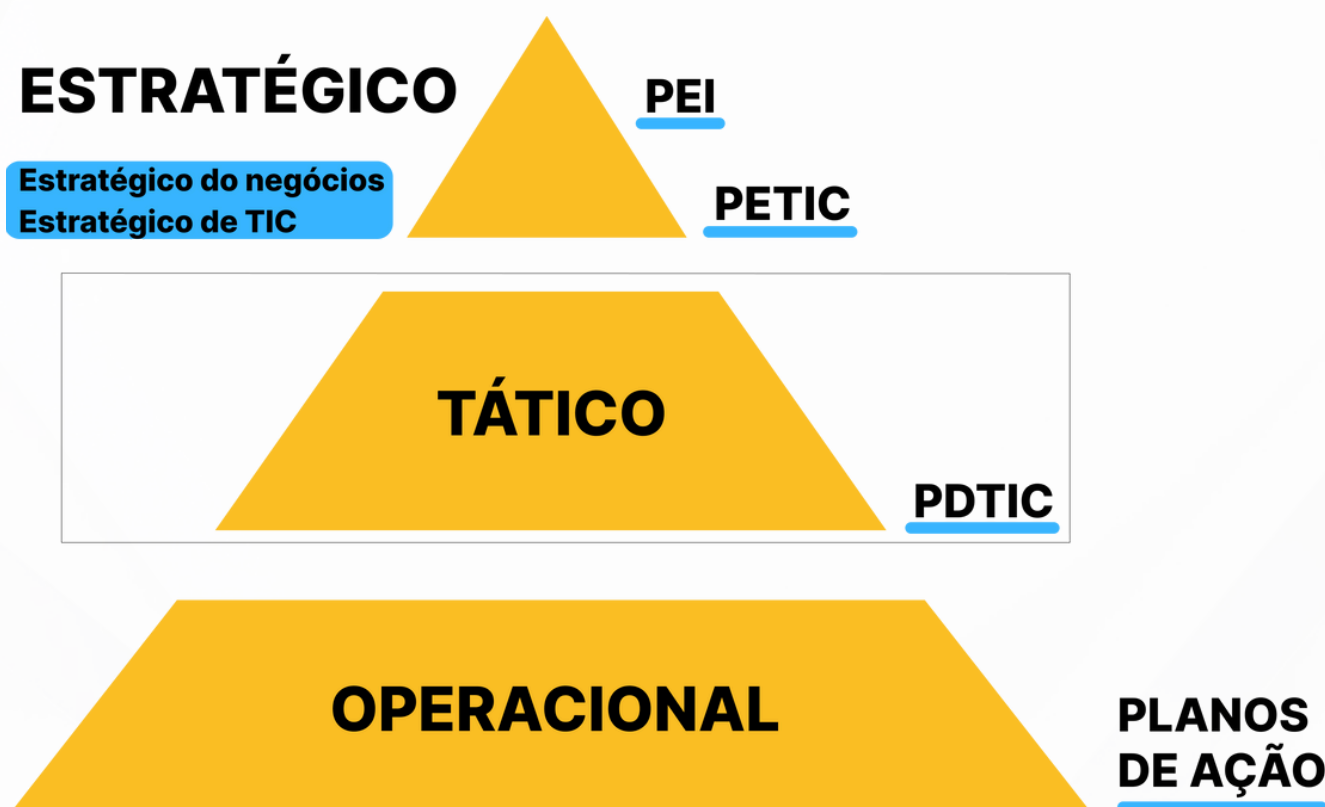 ESTRATÉGICO
PEI
Estratégico do negócios
Estratégico de TIC
PETIC
TÁTICO
PDTIC
OPERACIONAL
PLANOS
DE AÇÃO